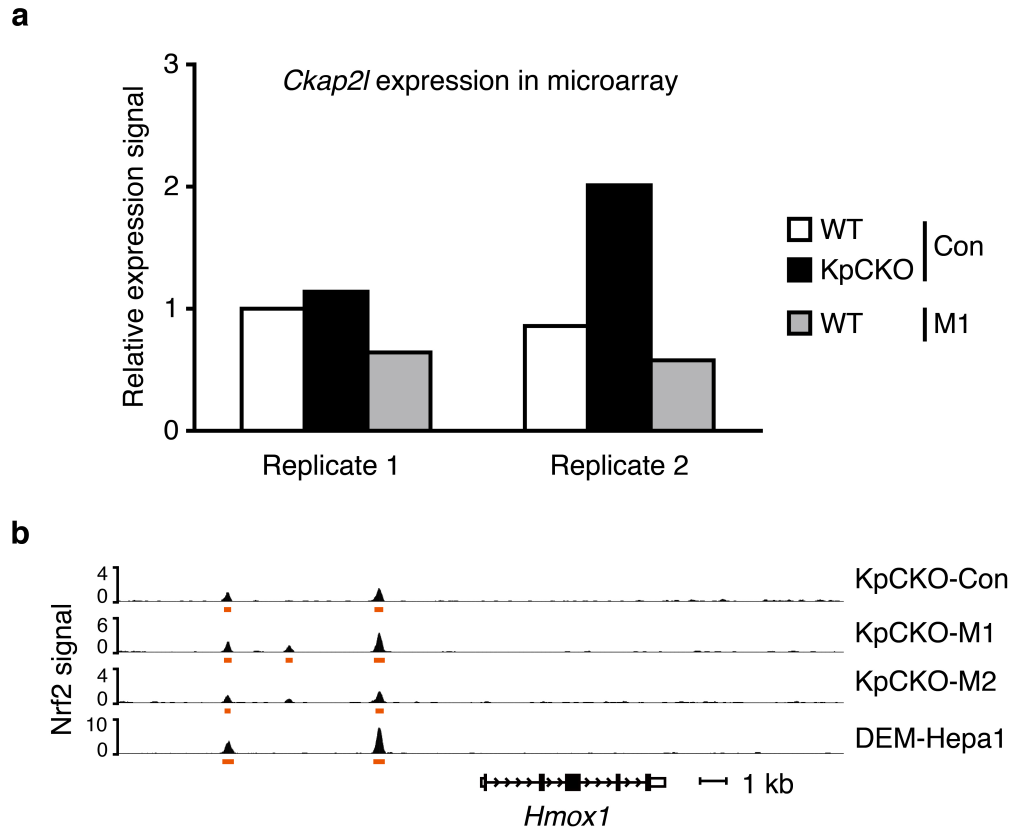 a
Ckap2l expression in microarray
Relative expression signal
3
2
1
0
Replicate 1
Replicate 2
WT
KpCKO
Con
WT
M1
b
Nrf2 signal
4
0
KpCKO-Con
6
0
KpCKO-M1
4
0
KpCKO-M2
10
0
DEM-Hepa1
1 kb
Hmox1